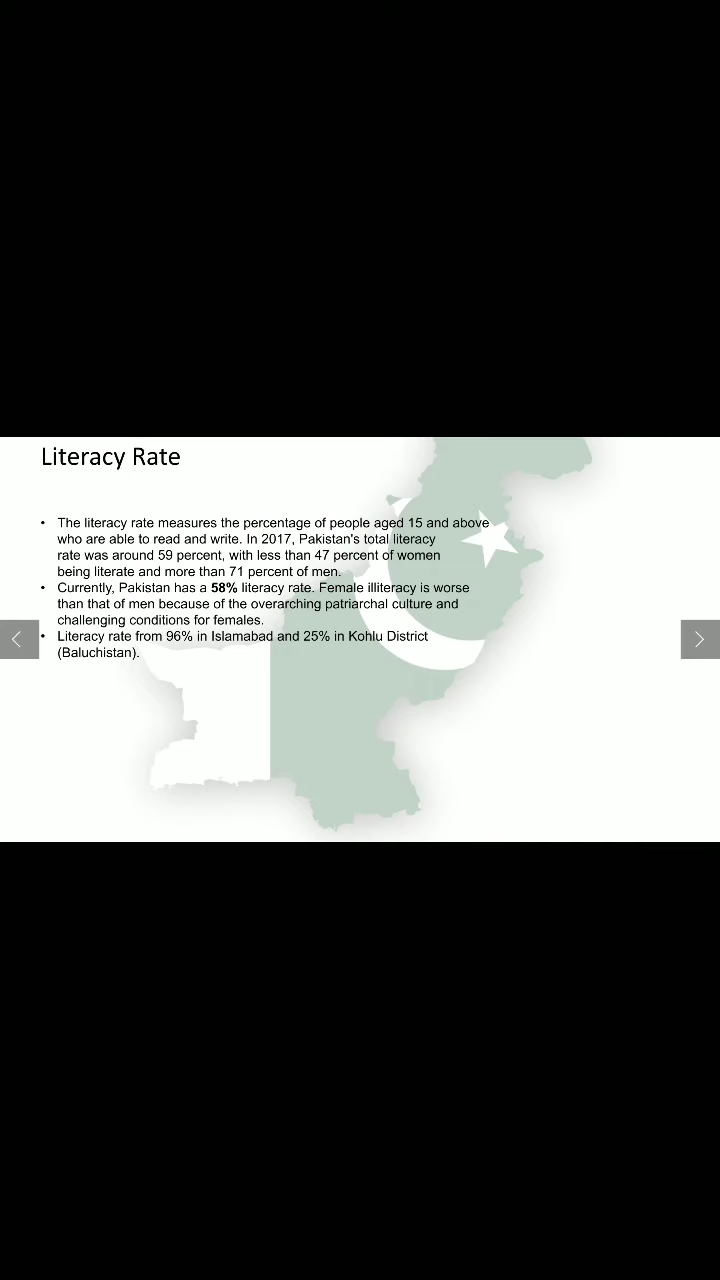 Literacy Rate
• The literacy rate measures the percentage of people aged 15 and above
who are able to read and write. In 2017, Pakistan's total literacy
rate was around 59 percent, with less than 47 percent of women
being literate and more than 71 percent of men.
• Currently, Pakistan has a 58% literacy rate. Female illiteracy is worse
than that of men because of the overarching patriarchal culture and
challenging conditions for females.
• Literacy rate from 96% in Islamabad and 25% in Kohlu District
(Baluchistan).